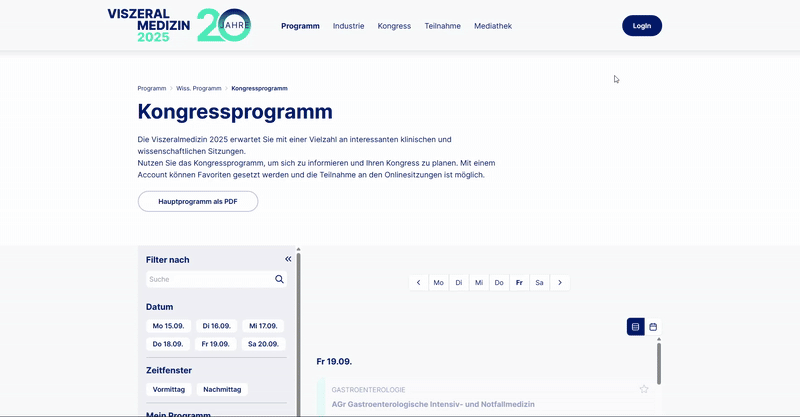 VISZERAL
MEDIZIN
2025
20
JAHRE
Programm
Industrie
Kongress
Teilnahme
Mediathek
LogIn
Programm > Wiss. Programm > Kongressprogramm
Kongressprogramm
Die Viszeralmedizin 2025 erwartet Sie mit einer Vielzahl an interessanten klinischen und
wissenschaftlichen Sitzungen.
Nutzen Sie das Kongressprogramm, um sich zu informieren und Ihren Kongress zu planen. Mit einem
Account können Favoriten gesetzt werden und die Teilnahme an den Onlinesitzungen ist möglich.
Hauptprogramm als PDF
Filter nach
Suche
Datum
Mo 15.09. Di 16.09. Mi 17.09.
Do 18.09. Fr 19.09. Sa 20.09.
Zeitfenster
Vormittag Nachmittag
Mein Programm
Mo Di Mi Do Fr Sa
Fr 19.09.
GASTROENTEROLOGIE
AGr Gastroenterologische Intensiv- und Notfallmedizin